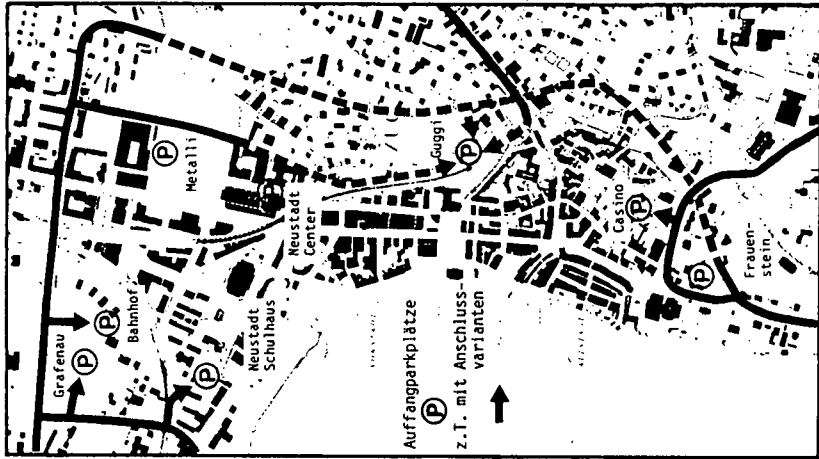 Grafenau
P
P
Bahnhof
P
Neustadt
Schulhaus
Metalli
P
P
Neustadt
Center
Guggi
P
Casino
P
P
Frauen-
stein
Auffangparkplätze
P
z.T. mit Anschluss-
varianten